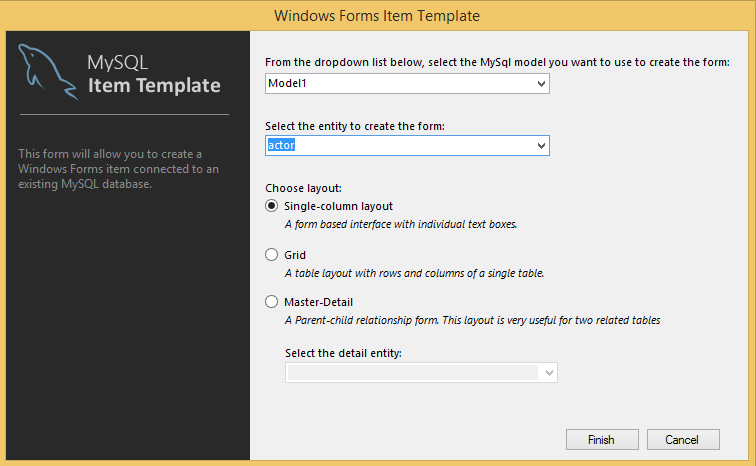 Windows Forms Item Template
MySQL
Item Template
This form will allow you to create a
Windows Forms item connected to an
existing MySQL database.
From the dropdown list below, select the MySql model you want to use to create the form:
Model1
Select the entity to create the form:
actor
Choose layout:
Single-column layout
A form based interface with individual text boxes.
Grid
A table layout with rows and columns of a single table.
Master-Detail
A Parent-child relationship form. This layout is very useful for two related tables
Select the detail entity:
Finish
Cancel